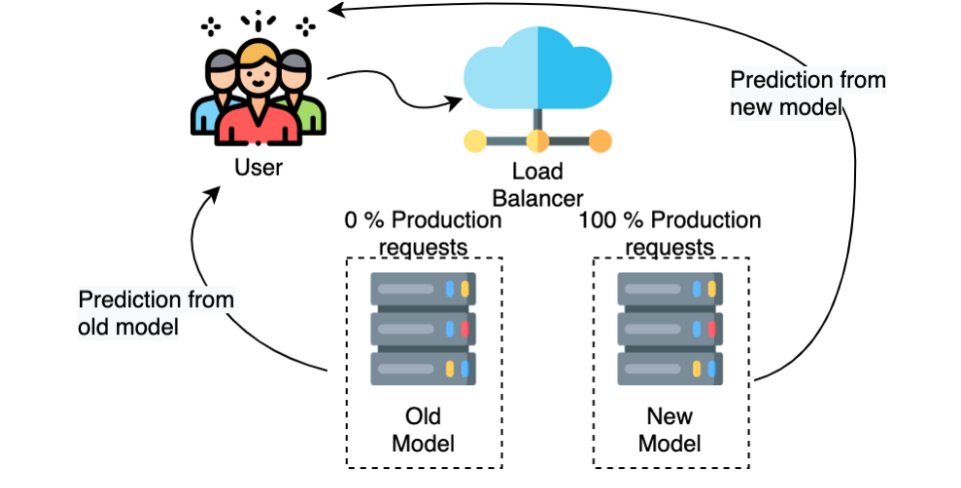 User
Load
Balancer
Prediction from
new model
0 % Production
requests
100 % Production
requests
Prediction from
old model
Old
Model
New
Model